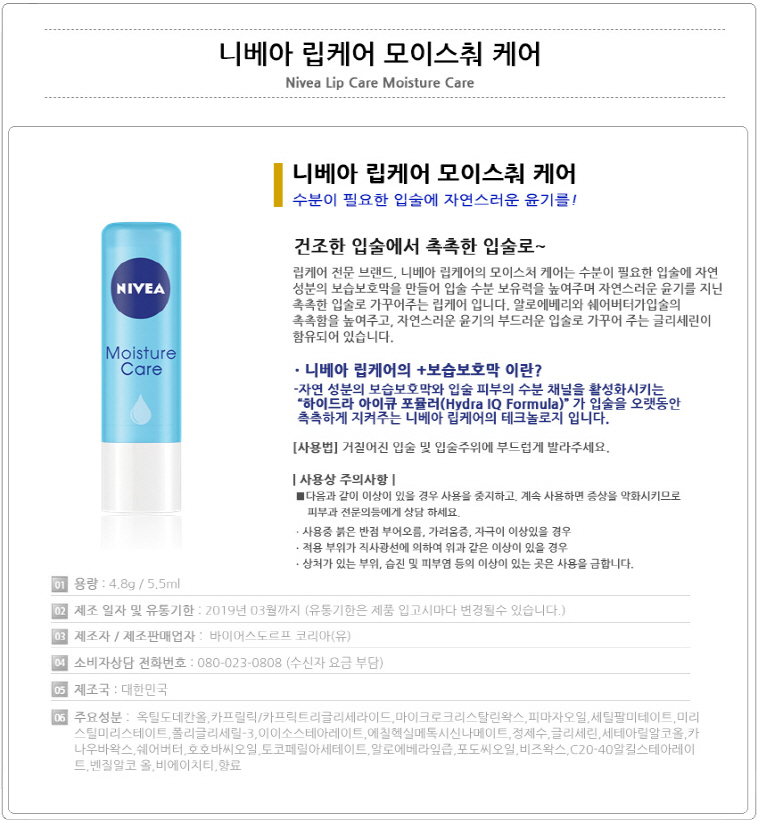 니베아 립케어 모이스춰 케어
Nivea Lip Care Moisture Care
니베아 립케어 모이스춰 케어
수분이 필요한 입술에 자연스러운 윤기를!
건조한 입술에서 촉촉한 입술로~
립케어 전문 브랜드, 니베아 립케어의 모이스처 케어는 수분이 필요한 입술에 자연
성분의 보습보호막을 만들어 입술 수분 보유력을 높여주며 자연스러운 윤기를 지닌
촉촉한 입술로 가꾸어주는 립케어 입니다. 알로에베리와 쉐어버터가입술의
촉촉함을 높여주고, 자연스러운 윤기의 부드러운 입술로 가꾸어 주는 글리세린이
함유되어 있습니다.
NIVEA
Moisture
Care
· 니베아 립케어의 +보습보호막 이란?
-자연 성분의 보습보호막와 입술 피부의 수분 채널을 활성화시키는
“하이드라 아이큐 포뮬러(Hydra IQ Formula)” 가 입술을 오랫동안
촉촉하게 지켜주는 니베아 립케어의 테크놀로지 입니다.
[사용법] 거칠어진 입술 및 입술주위에 부드럽게 발라주세요.
| 사용상 주의사항 |
■다음과 같이 이상이 있을 경우 사용을 중지하고. 계속 사용하면 증상을 악화시키므로
피부과 전문의등에게 상담 하세요.
· 사용중 붉은 반점 부어오름, 가려움증, 자극이 이상있을 경우
· 적용 부위가 직사광선에 의하여 위과 같은 이상이 있을 경우
· 상처가 있는 부위, 습진 및 피부염 등의 이상이 있는 곳은 사용을 금합니다.
01 용량 : 4.8g / 5.5ml
02 제조 일자 및 유통기한 : 2019년 03월까지 (유통기한은 제품 입고시마다 변경될수 있습니다.)
03 제조자 / 제조판매업자 : 바이어스도르프 코리아(유)
04 소비자상담 전화번호 : 080-023-0808 (수신자 요금 부담)
05 제조국 : 대한민국
06 주요성분 : 옥틸도데칸올,카프릴릭/카프릭트리글리세라이드,마이크로크리스탈린왁스,피마자오일,세틸팔미테이트,미리
스틸미리스테이트,폴리글리세릴-3,이이소스테아레이트,에칠헥실메톡시신나메이트,정제수,글리세린,세테아릴알코올,카
나우바왁스,쉐어버터,호호바씨오일,토코페릴아세테이트,알로에베라잎즙,포도씨오일,비즈왁스,C20-40알킬스테아레이
트,벤질알코 올,비에이치티,향료